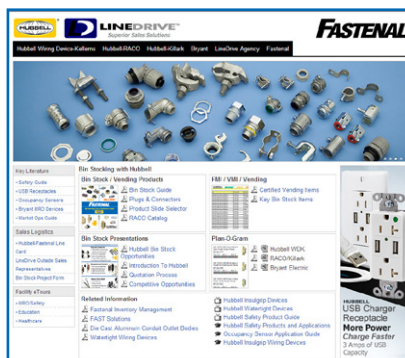 HUBBELL
LINEDRIVE
Superior Sales Solutions
FASTENAL
Hubbell Wiring Device-Kellems Hubbell-RACO Hubbell-Killark Bryant LineDrive Agency Fastenal
Key Literature
Safety Guide
USB Receptacles
Occupancy Sensors
Bryant WRD Devices
Market Ops Guide
Sales Logistics
Hubbell-Fastenal Line
Card
LineDrive Outside Sales
Representatives
Bin Stock Project Form
Facility eTours
Education
Healthcare
Bin Stocking with Hubbell
Bin Stock / Vending Products
FASTENAL
Bin Stock Guide
Plugs & Connectors
Product Slide Selector
RACO Catalog
Bin Stock Presentations
Hubbell Bin Stock
Opportunities
Introduction To Hubbell
Quotation Process
Competitive Opportunities
Related Information
Fastenal Inventory Management
FAST Solutions
Die Cast Aluminum Conduit Outlet Bodies
Watertight Wiring Devices
FMI / VMI / Vending
Certified Vending Items
Key Bin Stock Items
Plan-O-Gram
Hubbell WDK
RACO/Killark
Bryant Electric
Hubbell Insulgrip Devices
Hubbell Watertight Devices
Hubbell Safety Product Guide
Hubbell Safety Products and Applications
Occupancy Sensor Application Guide
Hubbell Insulgrip Wiring Devices
HUBBELL
USB Charger
Receptacle
More Power
Charge Faster
3 Amps of USB
Capacity